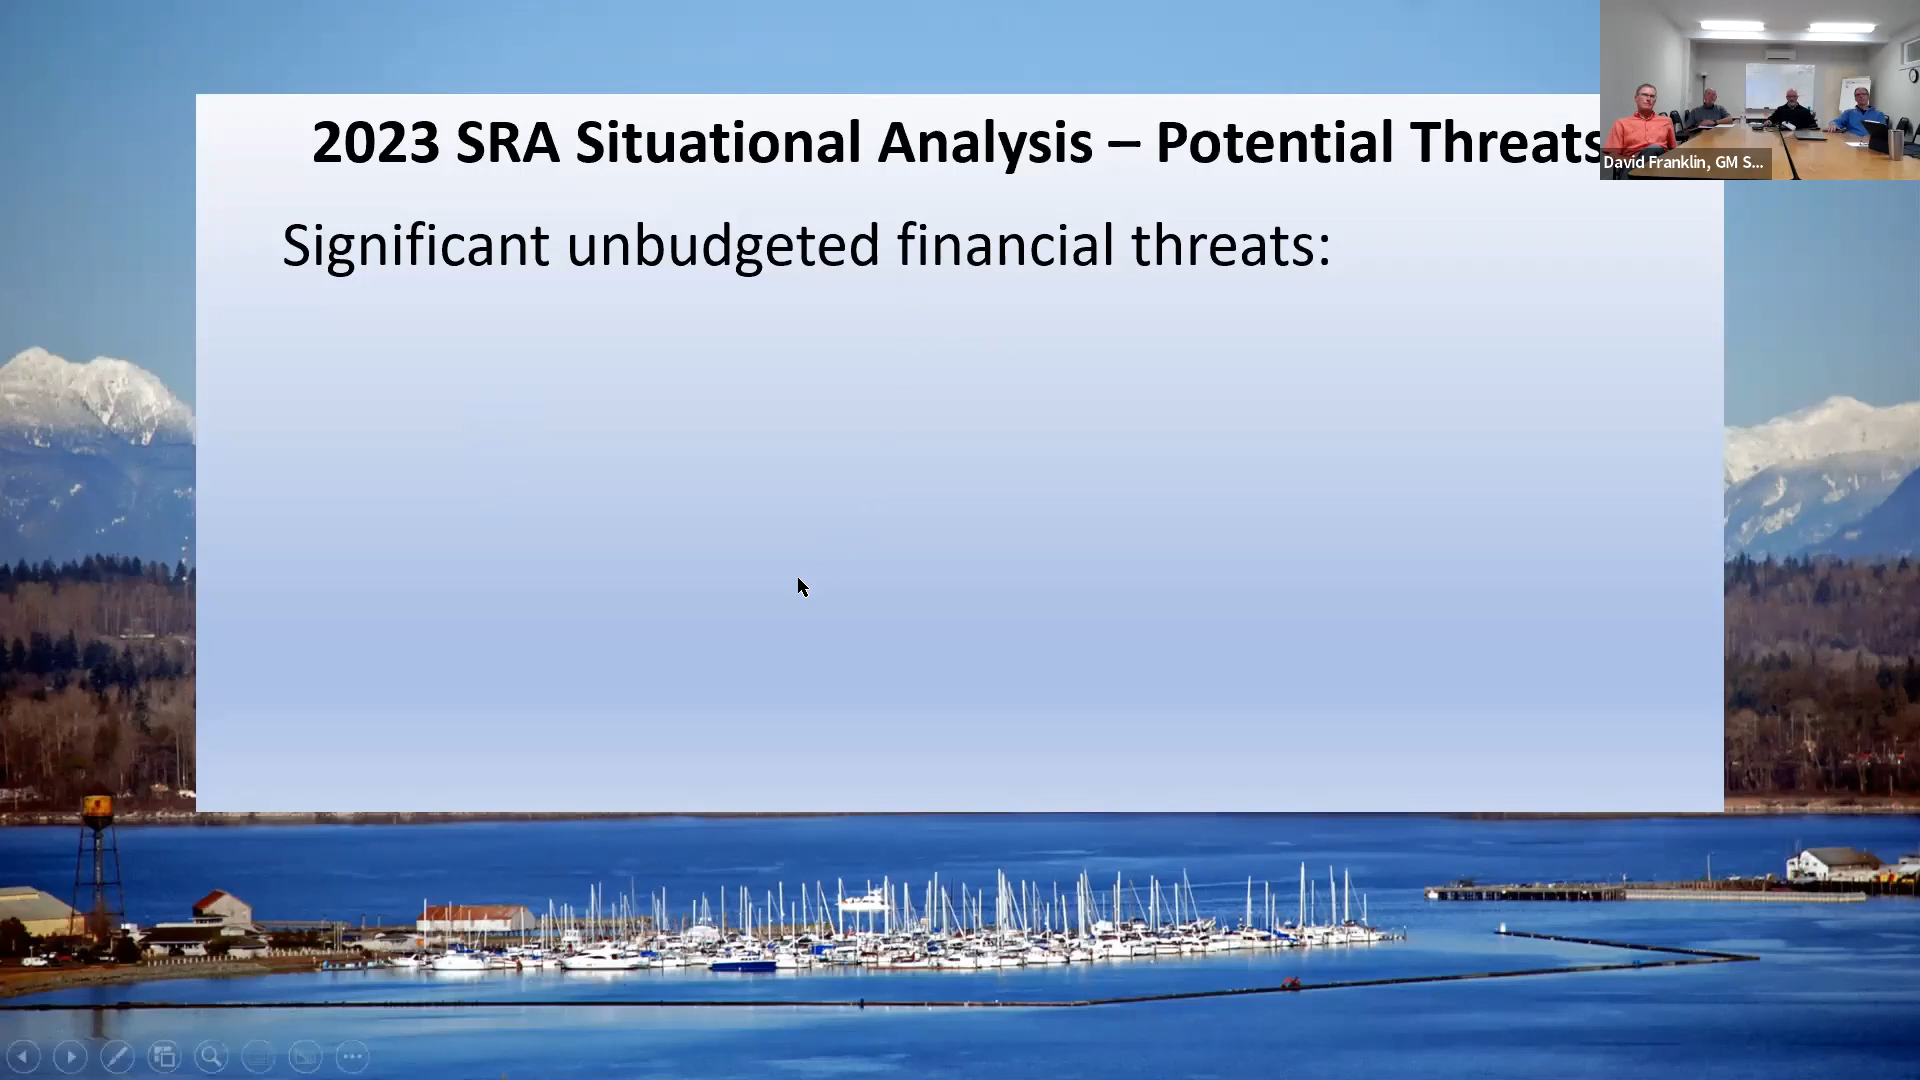 2023 SRA Situational Analysis – Potential Threats
David Franklin, GM S...
Significant unbudgeted financial threats: